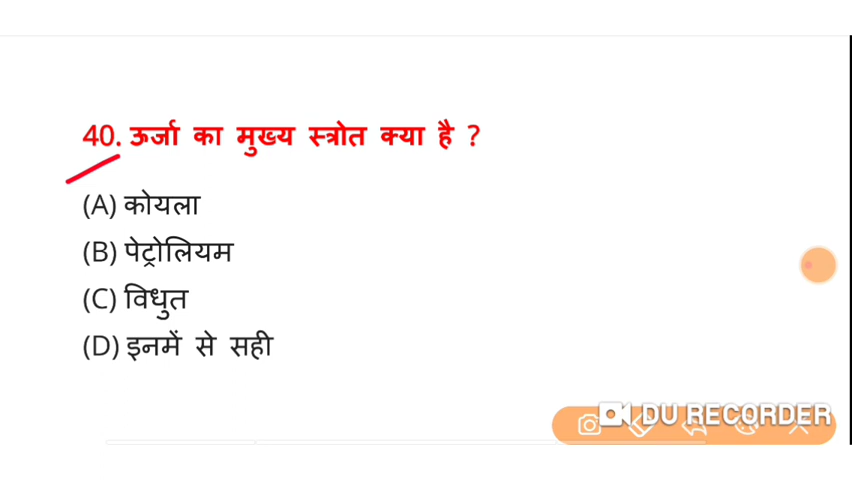 40. ऊर्जा का मुख्य स्त्रोत क्या है ?
(A) कोयला
(B) पेट्रोलियम
(C) विधुत
(D) इनमें से सही
DU RECORDER